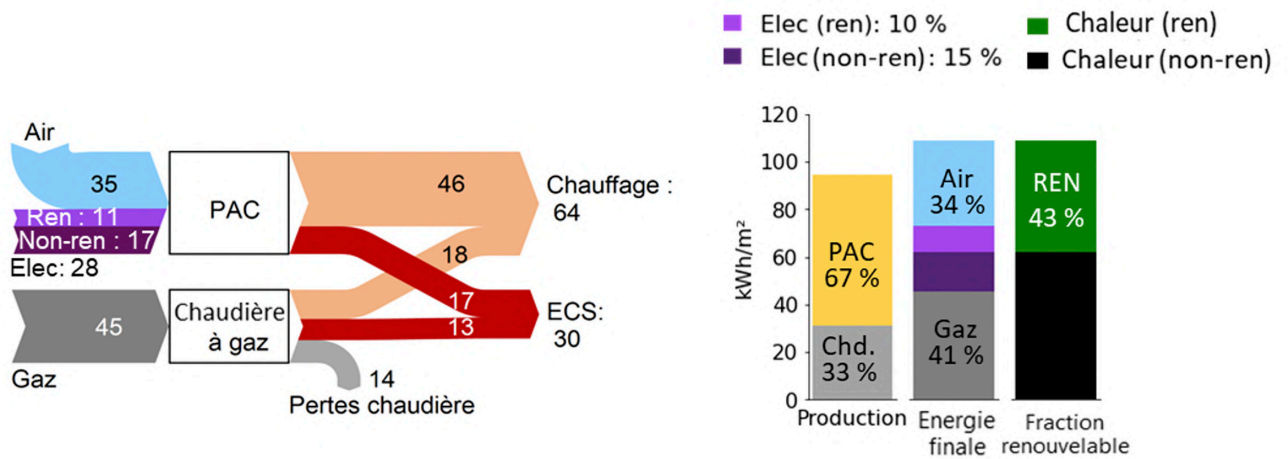 Air
35
Ren : 11
Non-ren : 17
Elec: 28
PAC
46
Chauffage :
64
18
Gaz
45
Chaudière
à gaz
17
13
ECS:
30
14
Pertes chaudière
Elec (ren): 10 %
Chaleur (ren)
Elec (non-ren): 15 %
Chaleur (non-ren)
kWh/m²
120
100
80
60
40
20
0
PAC
67 %
Chd.
33 %
Air
34 %
Gaz
41 %
REN
43 %
Production
Energie
finale
Fraction
renouvelable